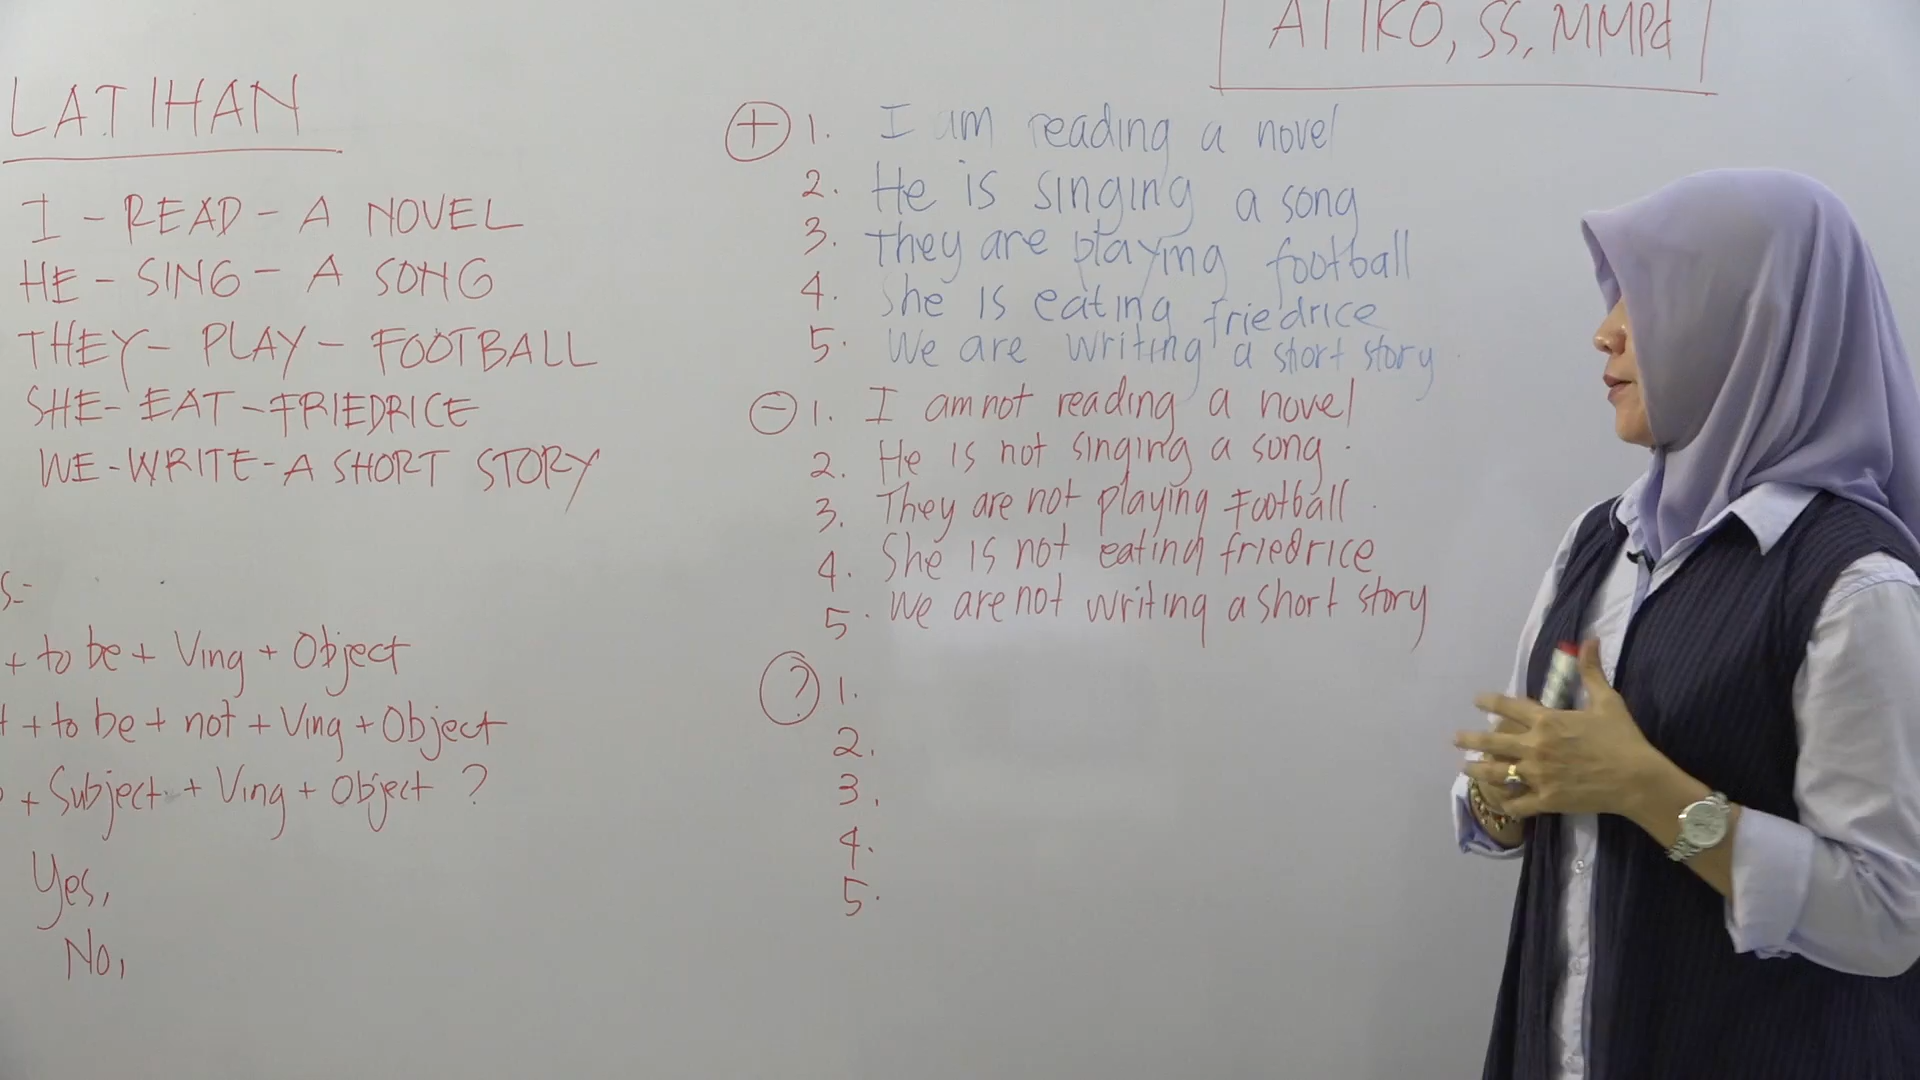 ATIKO, SS, MMPd
LATIHAN
I - READ - A NOVEL
HE - SING - A SONG
THEY - PLAY - FOOTBALL
SHE - EAT - FRIEDRICE
WE - WRITE - A SHORT STORY
S=
+ to be + Ving + Object
+ to be + not + Ving + Object
+ Subject + Ving + Object ?
Yes,
No,
(+) 1. I am reading a novel
2. He is singing a song
3. They are playing football
4. She is eating friedrice
5. We are writing a short story
(-) 1. I am not reading a novel
2. He is not singing a song.
3. They are not playing Football.
4. She is not eating friedrice
5. We are not writing a short story
(?) 1.
2.
3.
4.
5.